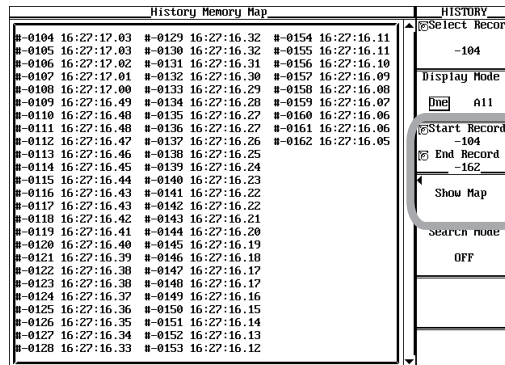 History Memory Map
#-0104 16:27:17.03 #-0129 16:27:16.32 #-0154 16:27:16.11
#-0105 16:27:17.03 #-0130 16:27:16.32 #-0155 16:27:16.11
#-0106 16:27:17.02 #-0131 16:27:16.31 #-0156 16:27:16.10
#-0107 16:27:17.01 #-0132 16:27:16.30 #-0157 16:27:16.09
#-0108 16:27:17.00 #-0133 16:27:16.29 #-0158 16:27:16.08
#-0109 16:27:16.49 #-0134 16:27:16.28 #-0159 16:27:16.07
#-0110 16:27:16.48 #-0135 16:27:16.27 #-0160 16:27:16.06
#-0111 16:27:16.48 #-0136 16:27:16.27 #-0161 16:27:16.06
#-0112 16:27:16.47 #-0137 16:27:16.26 #-0162 16:27:16.05
#-0113 16:27:16.46 #-0138 16:27:16.25
#-0114 16:27:16.45 #-0139 16:27:16.24
#-0115 16:27:16.44 #-0140 16:27:16.23
#-0116 16:27:16.43 #-0141 16:27:16.22
#-0117 16:27:16.43 #-0142 16:27:16.22
#-0118 16:27:16.42 #-0143 16:27:16.21
#-0119 16:27:16.41 #-0144 16:27:16.20
#-0120 16:27:16.40 #-0145 16:27:16.19
#-0121 16:27:16.39 #-0146 16:27:16.18
#-0122 16:27:16.38 #-0147 16:27:16.17
#-0123 16:27:16.38 #-0148 16:27:16.17
#-0124 16:27:16.37 #-0149 16:27:16.16
#-0125 16:27:16.36 #-0150 16:27:16.15
#-0126 16:27:16.35 #-0151 16:27:16.14
#-0127 16:27:16.34 #-0152 16:27:16.13
#-0128 16:27:16.33 #-0153 16:27:16.12
HISTORY
Select Recor
-104
Display Mode
One All
Start Record
-104
End Record
-162
Show Map
Search Mode
OFF